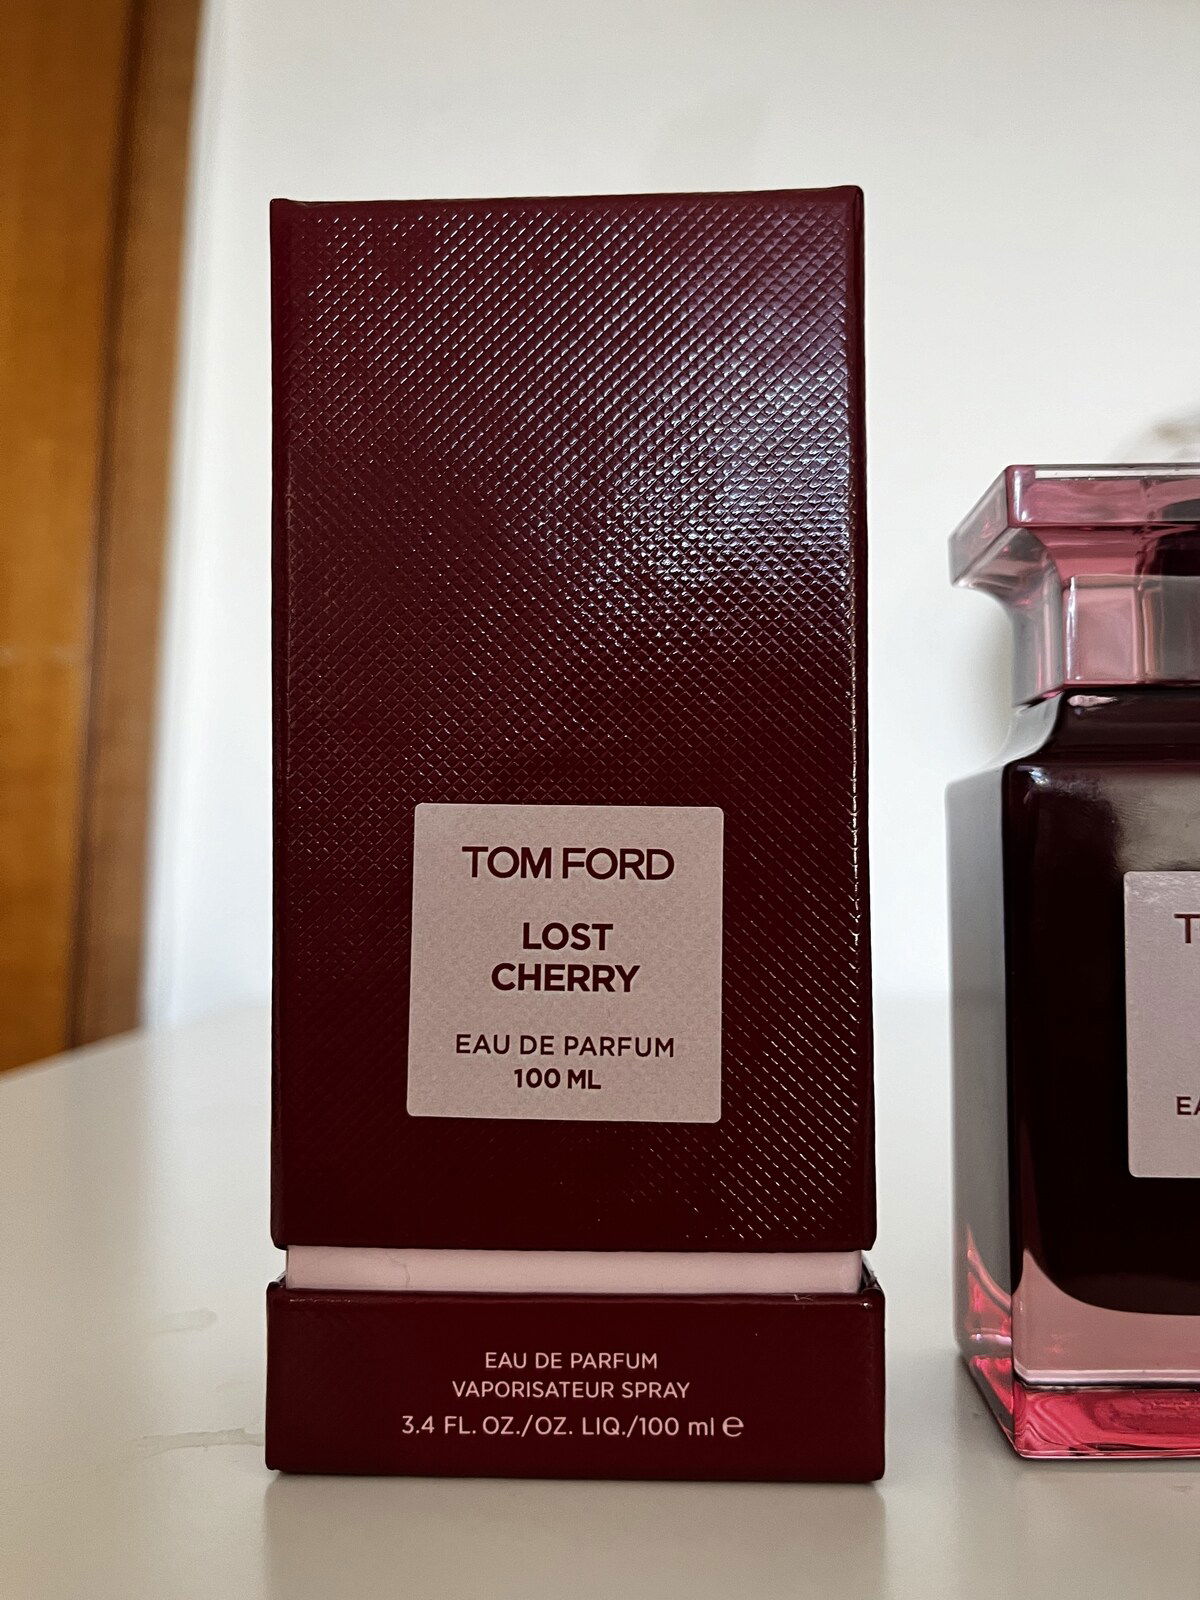 TOM FORD
LOST
CHERRY
EAU DE PARFUM
100 ML
EAU DE PARFUM
VAPORISATEUR SPRAY
3.4 FL. OZ./OZ. LIQ./100 ml ℮